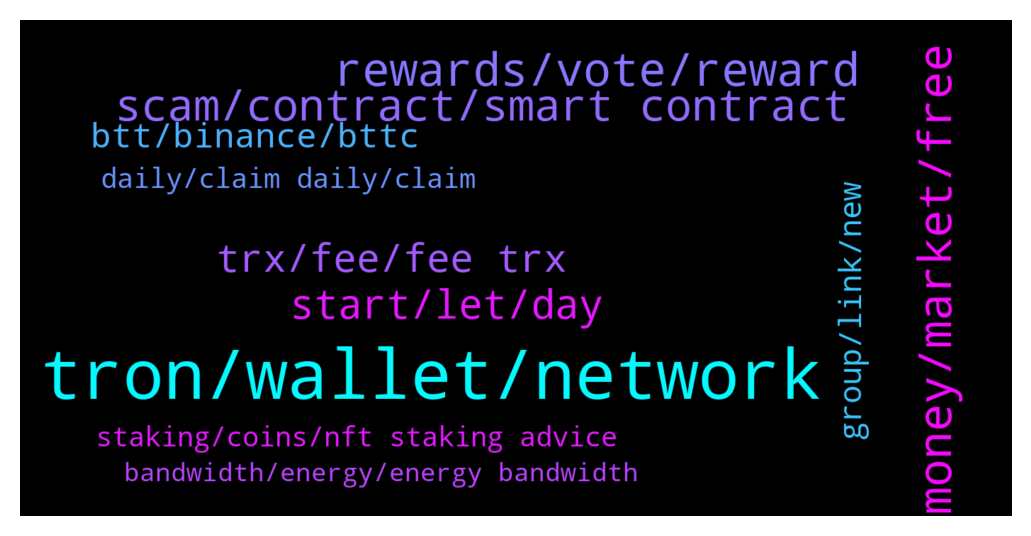 rewards/vote/reward
scam/contract/smart contract
btt/binance/bttc
daily/claim daily/claim
trx/fee/fee trx
start/let/day
tron/wallet/network
staking/coins/nft staking advice
bandwidth/energy/energy bandwidth
group/link/new
money/market/free